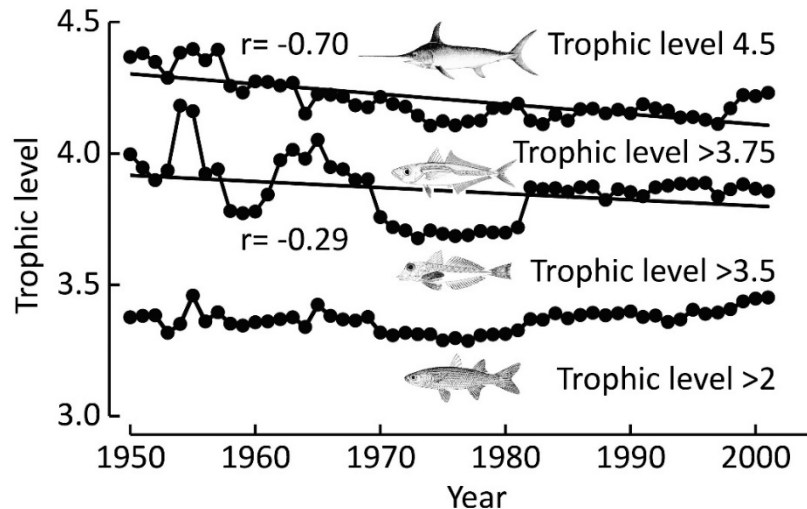 4.5
r= -0.70
Trophic level 4.5
4.0
Trophic level >3.75
Trophic level
r= -0.29
3.5
Trophic level >3.5
Trophic level >2
3.0
1950 1960 1970 1980 1990 2000
Year